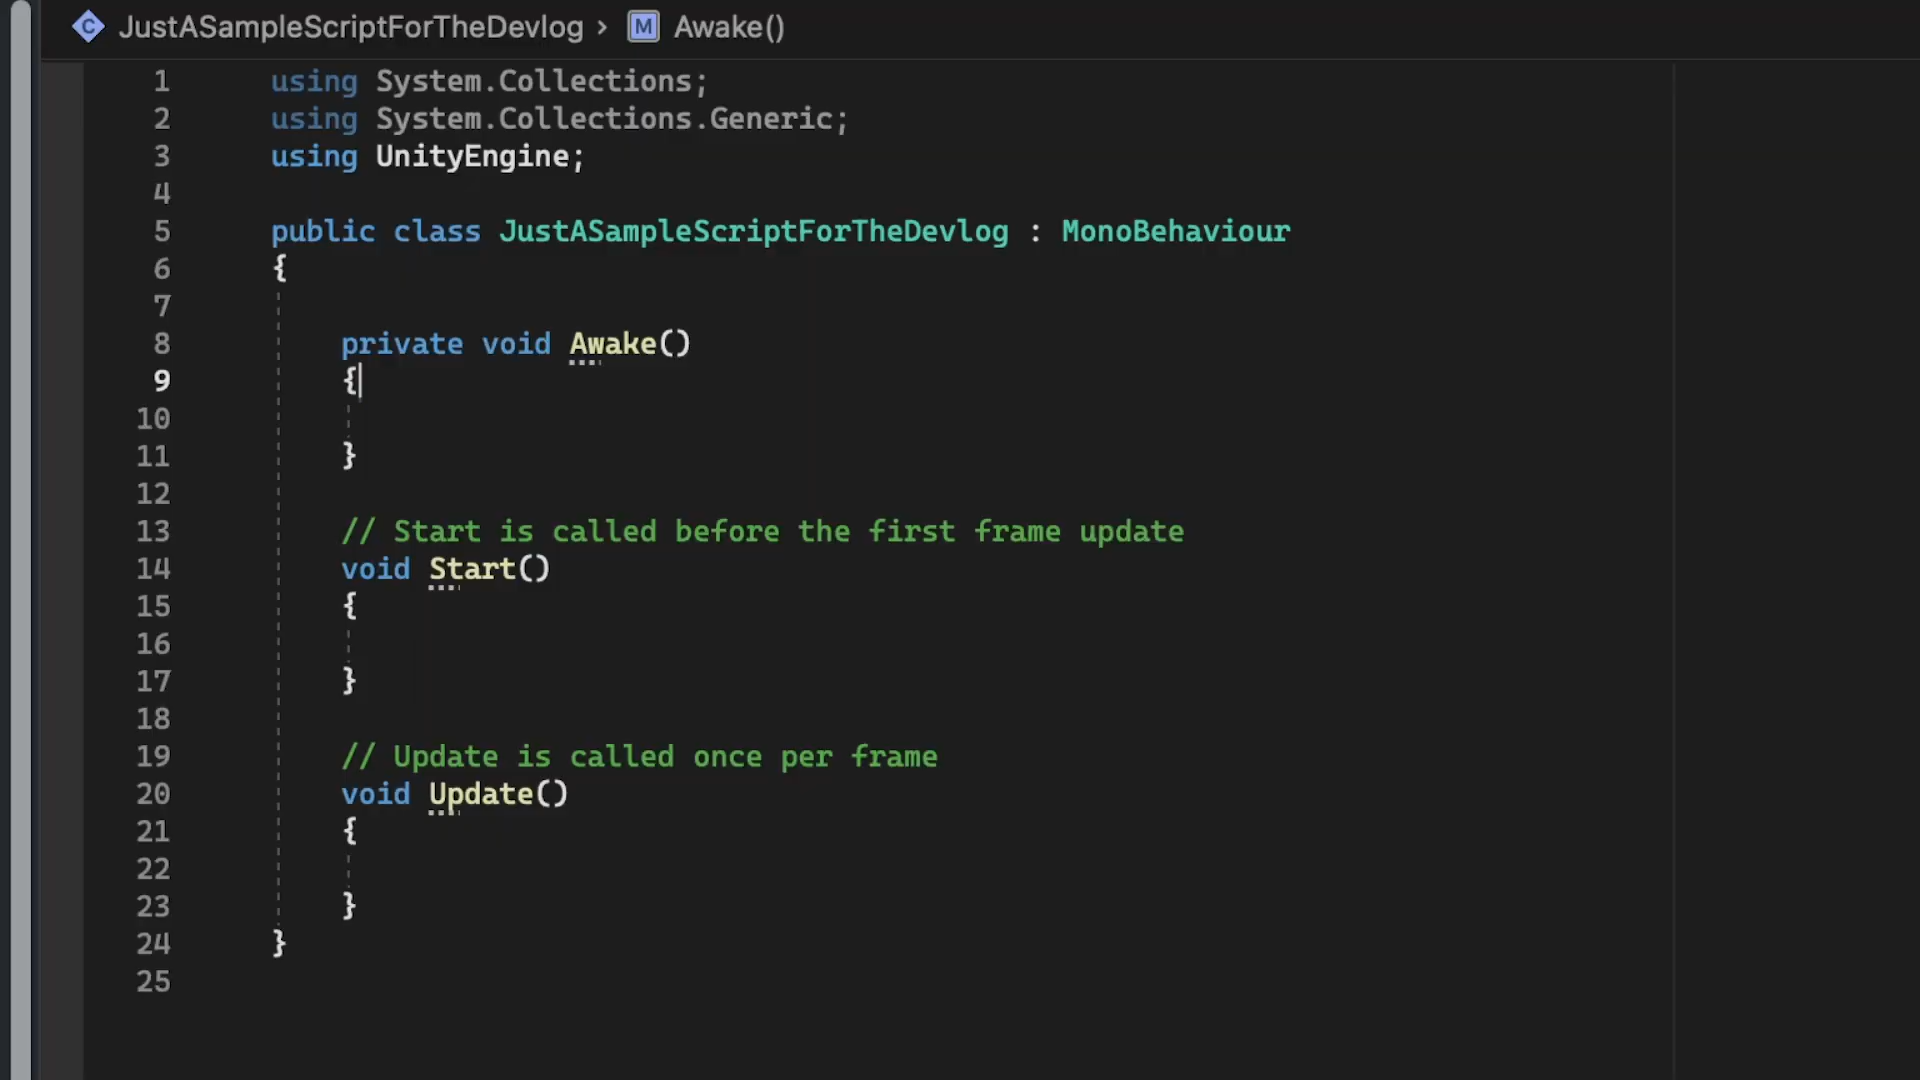 C JustASampleScriptForTheDevlog › M Awake()
1 using System.Collections;
2 using System.Collections.Generic;
3 using UnityEngine;
4
5 public class JustASampleScriptForTheDevlog : MonoBehaviour
6 {
7
8 private void Awake()
9 {
10
11 }
12
13 // Start is called before the first frame update
14 void Start()
15 {
16
17 }
18
19 // Update is called once per frame
20 void Update()
21 {
22
23 }
24 }
25